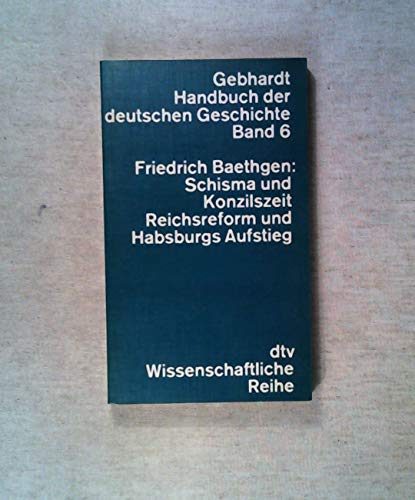 Gebhardt
Handbuch der
deutschen Geschichte
Band 6
Friedrich Baethgen:
Schisma und
Konzilszeit
Reichsreform und
Habsburgs Aufstieg
dtv
Wissenschaftliche
Reihe